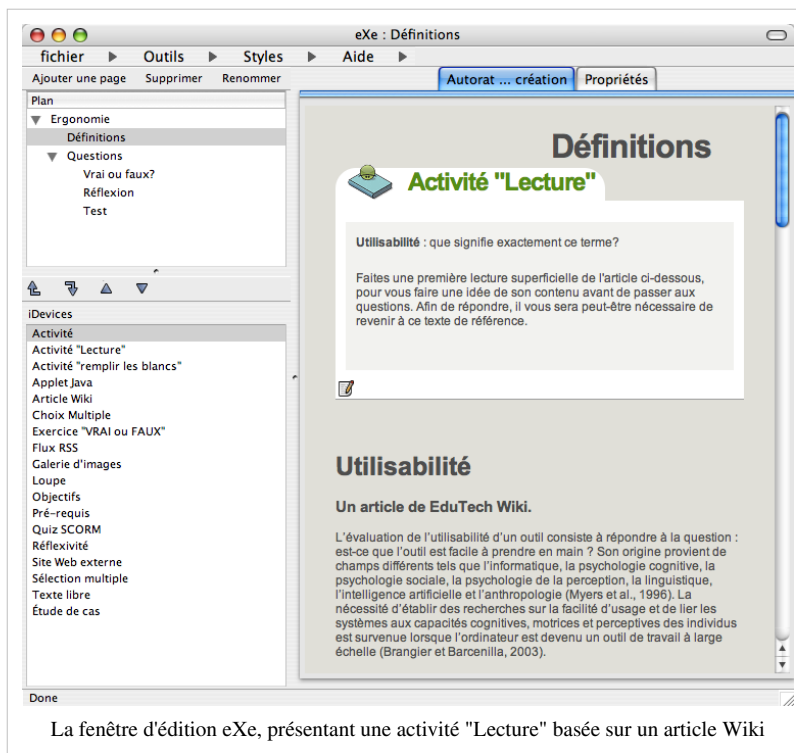 eXe : Définitions
fichier ▶ Outils ▶ Styles ▶ Aide ▶
Ajouter une page Supprimer Renommer
Autorat ... création Propriétés
Plan
▼ Ergonomie
Définitions
▼ Questions
Vrai ou faux?
Réflexion
Test
iDevices
Activité
Activité "Lecture"
Activité "remplir les blancs"
Applet Java
Article Wiki
Choix Multiple
Exercice "VRAI ou FAUX"
Flux RSS
Galerie d'images
Loupe
Objectifs
Pré-requis
Quiz SCORM
Réflexivité
Site Web externe
Sélection multiple
Texte libre
Étude de cas
Définitions
Activité "Lecture"
Utilisabilité : que signifie exactement ce terme?
Faites une première lecture superficielle de l'article ci-dessous,
pour vous faire une idée de son contenu avant de passer aux
questions. Afin de répondre, il vous sera peut-être nécessaire de
revenir à ce texte de référence.
Utilisabilité
Un article de EduTech Wiki.
L'évaluation de l'utilisabilité d'un outil consiste à répondre à la question :
est-ce que l'outil est facile à prendre en main ? Son origine provient de
champs différents tels que l'informatique, la psychologie cognitive, la
psychologie sociale, la psychologie de la perception, la linguistique,
l'intelligence artificielle et l'anthropologie (Myers et al., 1996). La
nécessité d'établir des recherches sur la facilité d'usage et de lier les
systèmes aux capacités cognitives, motrices et perceptives des individus
est survenue lorsque l'ordinateur est devenu un outil de travail à large
échelle (Brangier et Barcenilla, 2003).
Done
La fenêtre d'édition eXe, présentant une activité "Lecture" basée sur un article Wiki